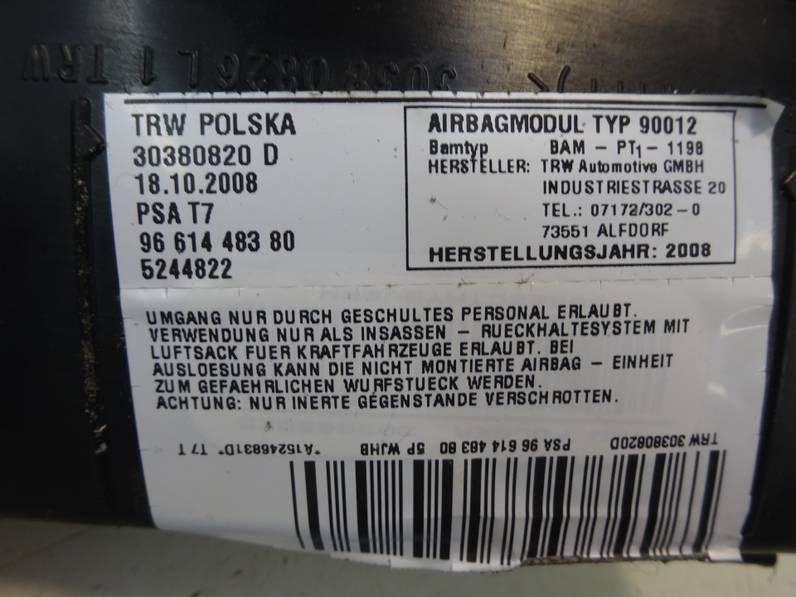 30380826 L 1 TRW
TRW POLSKA
30380820 D
18.10.2008
PSA T7
96 614 483 80
5244822
AIRBAGMODUL TYP 90012
Bamtyp BAM – PT1 – 1198
HERSTELLER: TRW Automotive GMBH
INDUSTRIESTRASSE 20
TEL.: 07172/302-0
73551 ALFDORF
HERSTELLUNGSJAHR: 2008
UMGANG NUR DURCH GESCHULTES PERSONAL ERLAUBT.
VERWENDUNG NUR ALS INSASSEN – RUECKHALTESYSTEM MIT
LUFTSACK FUER KRAFTFAHRZEUGE ERLAUBT. BEI
AUSLOESUNG KANN DIE NICHT MONTIERTE AIRBAG – EINHEIT
ZUM GEFAEHRLICHEN WURFSTUECK WERDEN.
ACHTUNG: NUR INERTE GEGENSTANDE VERSCHROTTEN.
TRW 30380820D PSA 96 614 483 80 5P WJHB *A15246831D* T7 T